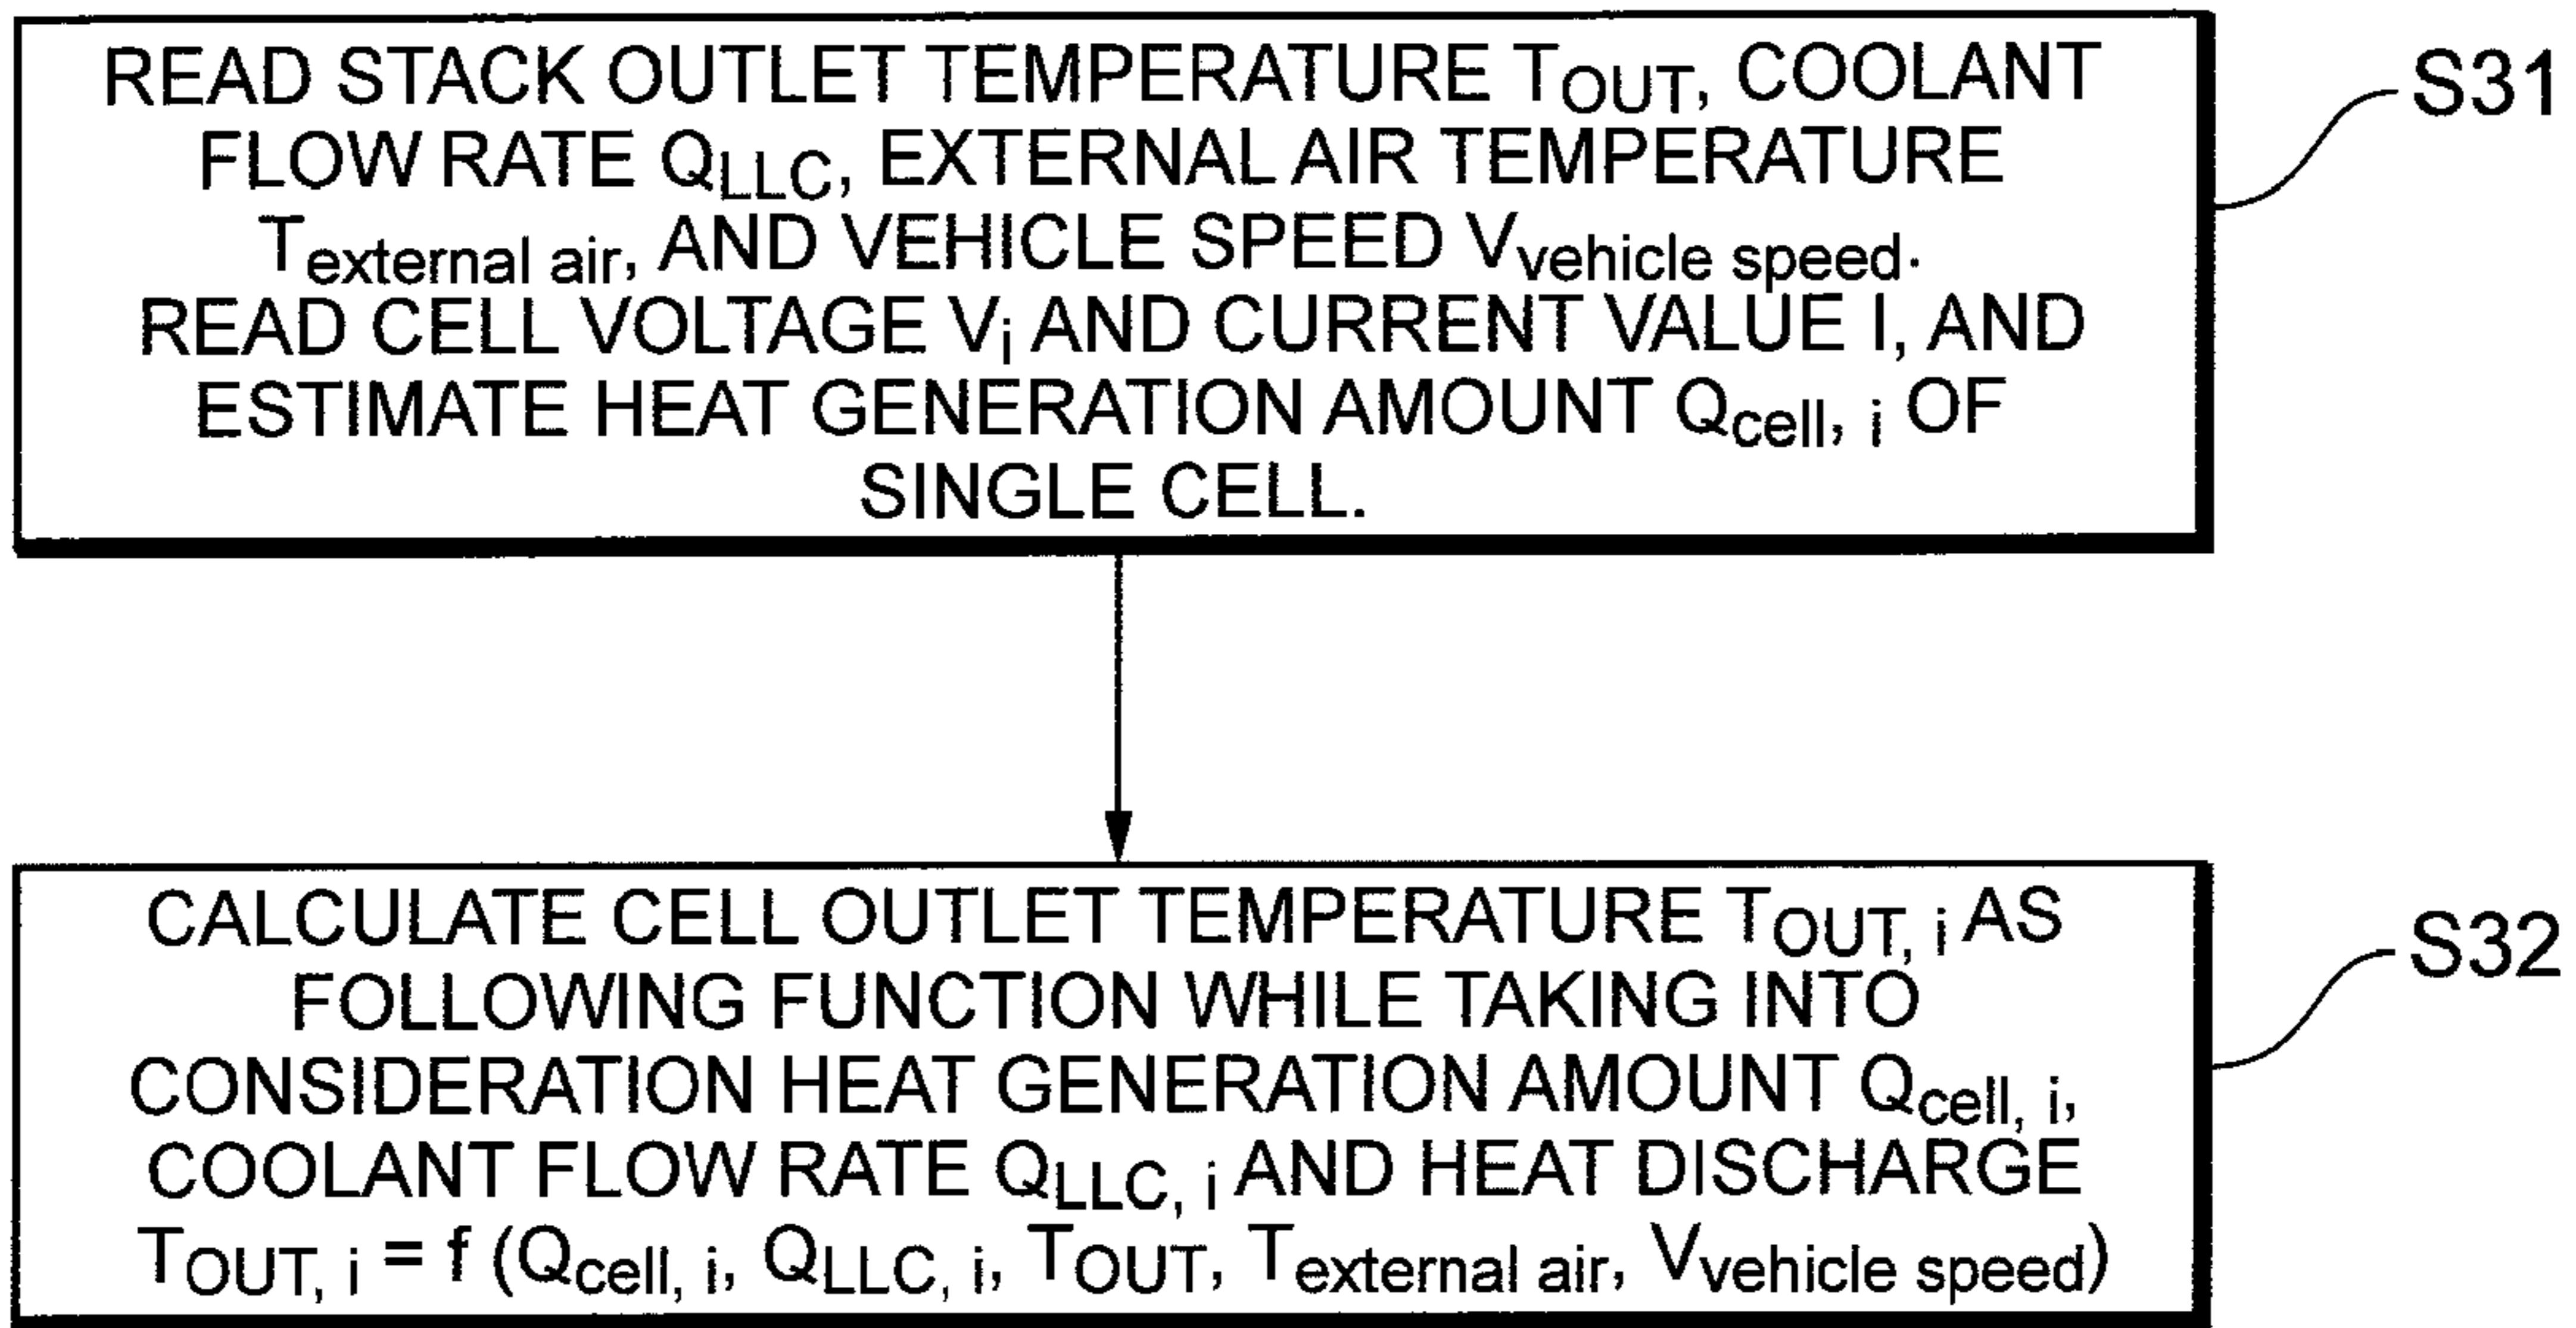 READ STACK OUTLET TEMPERATURE TOUT, COOLANT
FLOW RATE QLLC, EXTERNAL AIR TEMPERATURE
Texternal air, AND VEHICLE SPEED Vvehicle speed.
READ CELL VOLTAGE Vi AND CURRENT VALUE I, AND
ESTIMATE HEAT GENERATION AMOUNT Qcell, i OF
SINGLE CELL.
S31
CALCULATE CELL OUTLET TEMPERATURE TOUT, i AS
FOLLOWING FUNCTION WHILE TAKING INTO
CONSIDERATION HEAT GENERATION AMOUNT Qcell, i,
COOLANT FLOW RATE QLLC, i AND HEAT DISCHARGE
TOUT, i = f (Qcell, i, QLLC, i, TOUT, Texternal air, Vvehicle speed)
S32